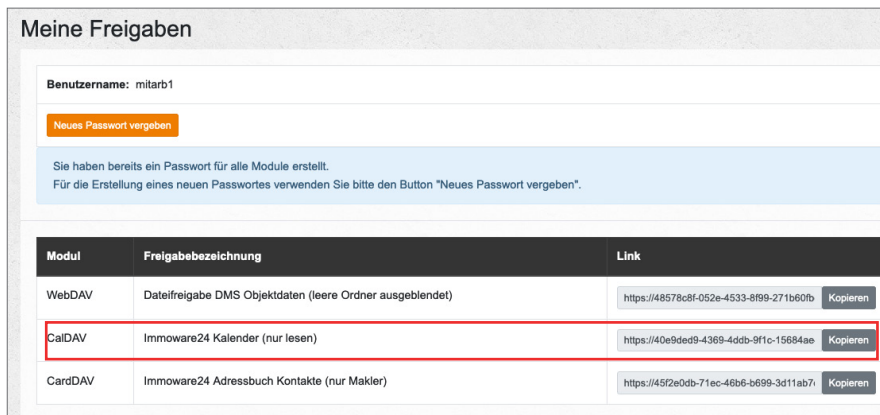 Meine Freigaben
Benutzername: mitarb1
Neues Passwort vergeben
Sie haben bereits ein Passwort für alle Module erstellt.
Für die Erstellung eines neuen Passwortes verwenden Sie bitte den Button "Neues Passwort vergeben".
Modul Freigabebezeichnung Link
WebDAV Dateifreigabe DMS Objektdaten (leere Ordner ausgeblendet) https://48578c8f-052e-4533-8f99-271b60fb Kopieren
CalDAV Immoware24 Kalender (nur lesen) https://40e9ded9-4369-4ddb-9f1c-15684ae Kopieren
CardDAV Immoware24 Adressbuch Kontakte (nur Makler) https://45f2e0db-71ec-46b6-b699-3d11ab7 Kopieren